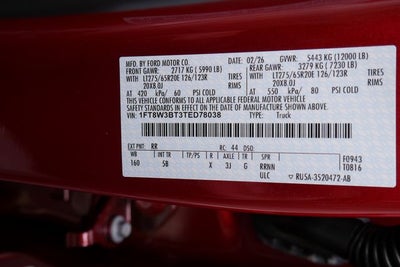 MFD. BY FORD MOTOR CO. 02/26 GVWR: 5443 KG (12000 LB)
FRONT GAWR: 2717 KG (5990 LB) REAR GAWR: 3279 KG (7230 LB)
WITH LT275/65R20E 126/123R TIRES WITH LT275/65R20E 126/123R TIRES
20X8.0J RIMS 20X8.0J RIMS
AT 420 kPa/ 60 PSI COLD AT 550 kPa/ 80 PSI COLD
THIS VEHICLE CONFORMS TO ALL APPLICABLE FEDERAL MOTOR VEHICLE
SAFETY STANDARDS IN EFFECT ON THE DATE OF MANUFACTURE SHOWN ABOVE.
VIN: 1FT8W3BT3TED78038 TYPE: Truck
EXT PNT: RR RC: 44 DSO: F0943
WB INT TR TP/PS R AXLE TR SPR T0816
160 5B X 3J G RRNN
ULC RU5A-3520472-AB